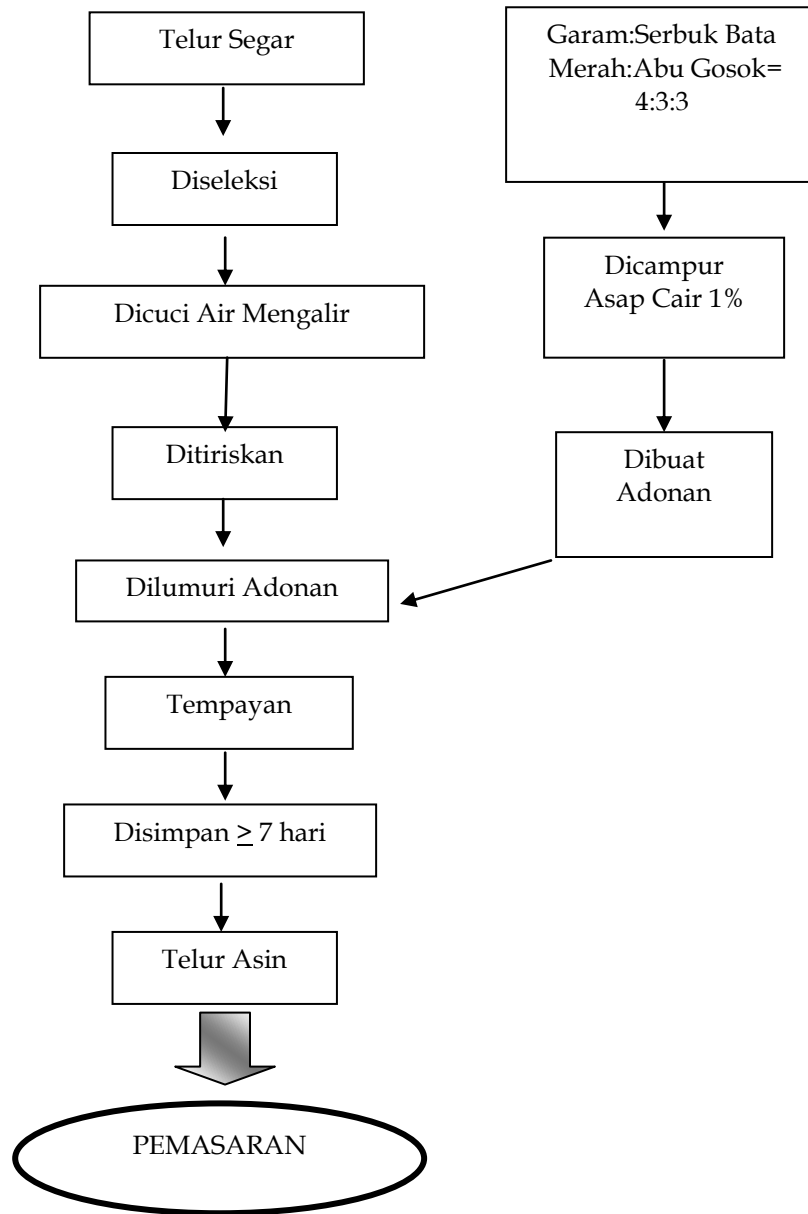 Telur Segar
Diseleksi
Dicuci Air Mengalir
Ditiriskan
Dilumuri Adonan
Tempayan
Disimpan ≥ 7 hari
Telur Asin
PEMASARAN
Garam:Serbuk Bata
Merah:Abu Gosok=
4:3:3
Dicampur
Asap Cair 1%
Dibuat
Adonan